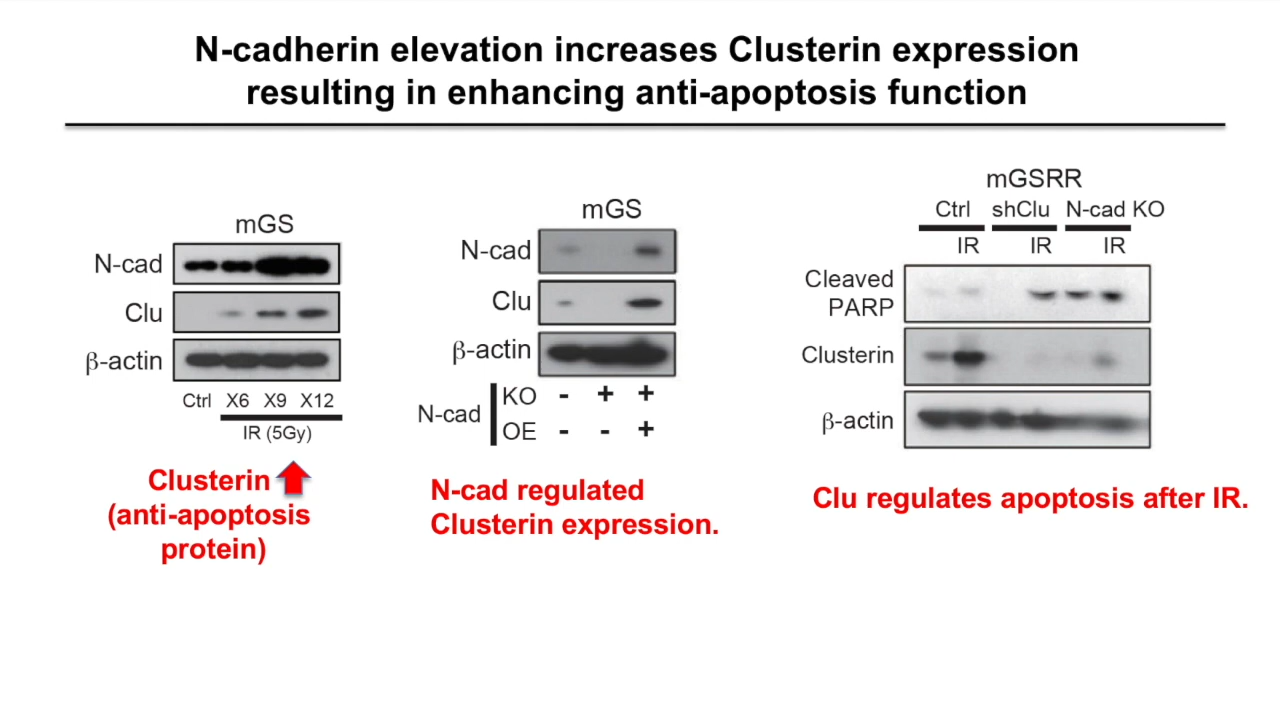 N-cadherin elevation increases Clusterin expression
resulting in enhancing anti-apoptosis function
mGS
N-cad
Clu
β-actin
Ctrl X6 X9 X12
IR (5Gy)
Clusterin
(anti-apoptosis
protein)
mGS
N-cad
Clu
β-actin
N-cad
KO - + +
OE - - +
N-cad regulated
Clusterin expression.
mGSRR
Ctrl shClu N-cad KO
IR IR IR
Cleaved
PARP
Clusterin
β-actin
Clu regulates apoptosis after IR.